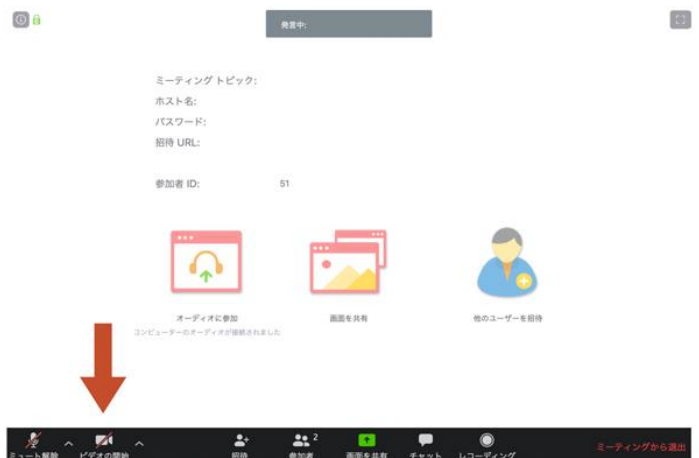 発言中:
ミーティング トピック:
ホスト名:
パスワード:
招待 URL:
参加者 ID: 51
オーディオに参加
コンピューターのオーディオが接続されました
画面を共有
他のユーザーを招待
ミュート解除
ビデオの開始
招待
2
参加者
画面を共有
チャット
レコーディング
ミーティングから退出